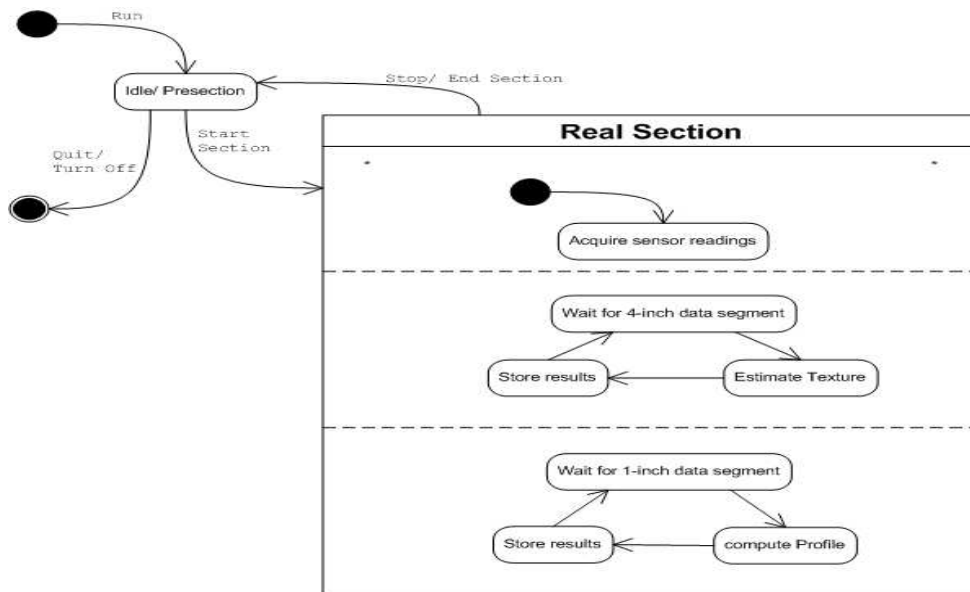 Run
Idle/ Presection
Stop/ End Section
Start
Section
Quit/
Turn Off
Real Section
Acquire sensor readings
Wait for 4-inch data segment
Store results
Estimate Texture
Wait for 1-inch data segment
Store results
compute Profile